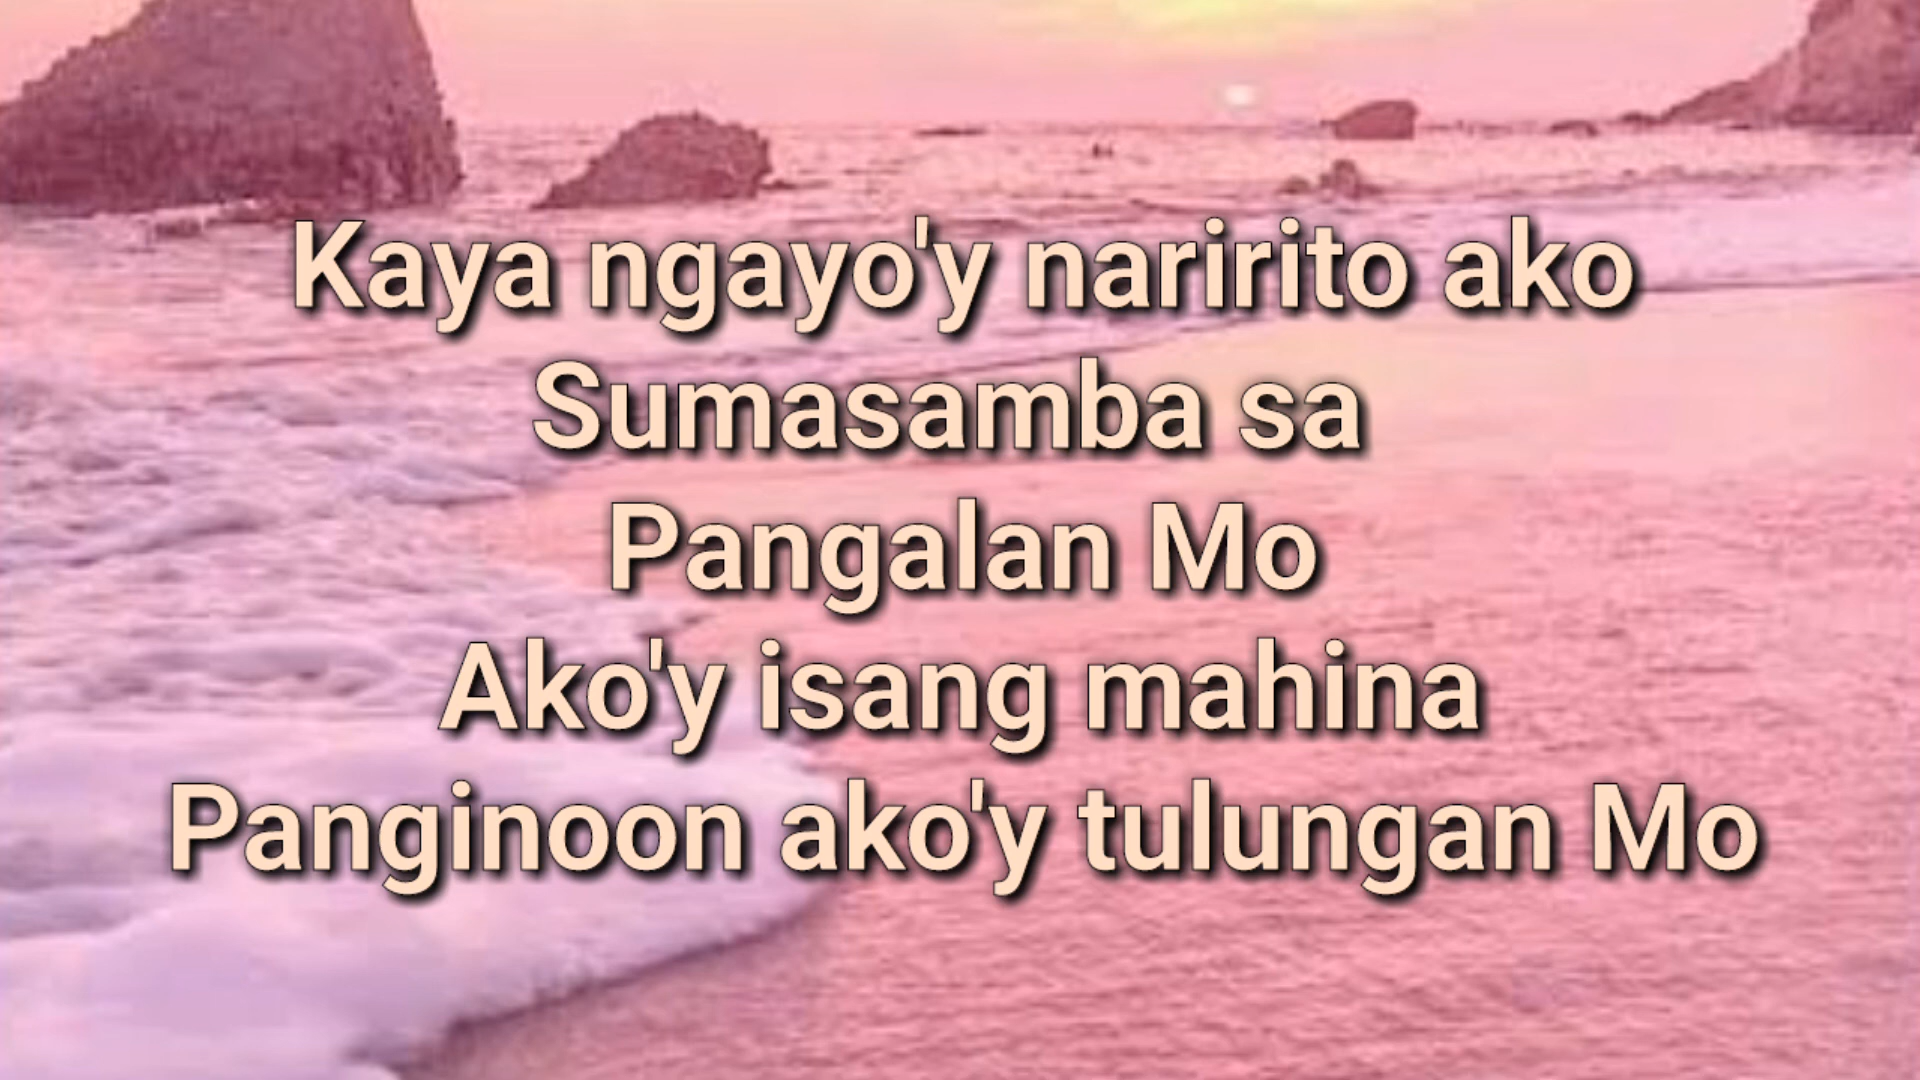 Kaya ngayo'y naririto ako
Sumasamba sa
Pangalan Mo
Ako'y isang mahina
Panginoon ako'y tulungan Mo